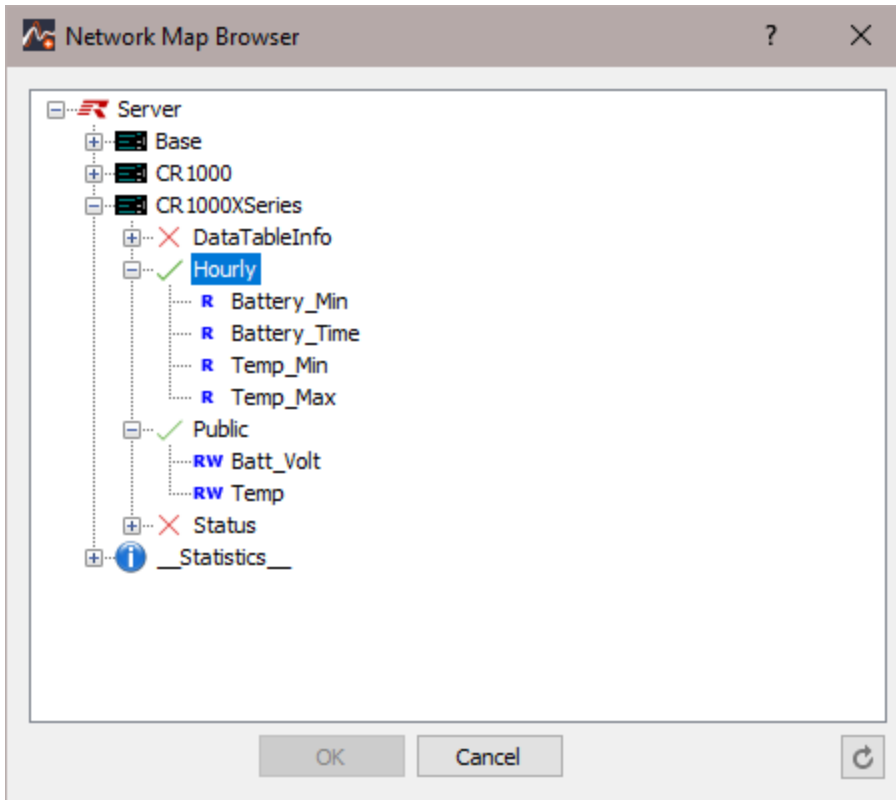 Network Map Browser ?
Server
Base
CR1000
CR1000XSeries
DataTableInfo
Hourly
R Battery_Min
R Battery_Time
R Temp_Min
R Temp_Max
Public
RW Batt_Volt
RW Temp
Status
i __Statistics__
OK Cancel